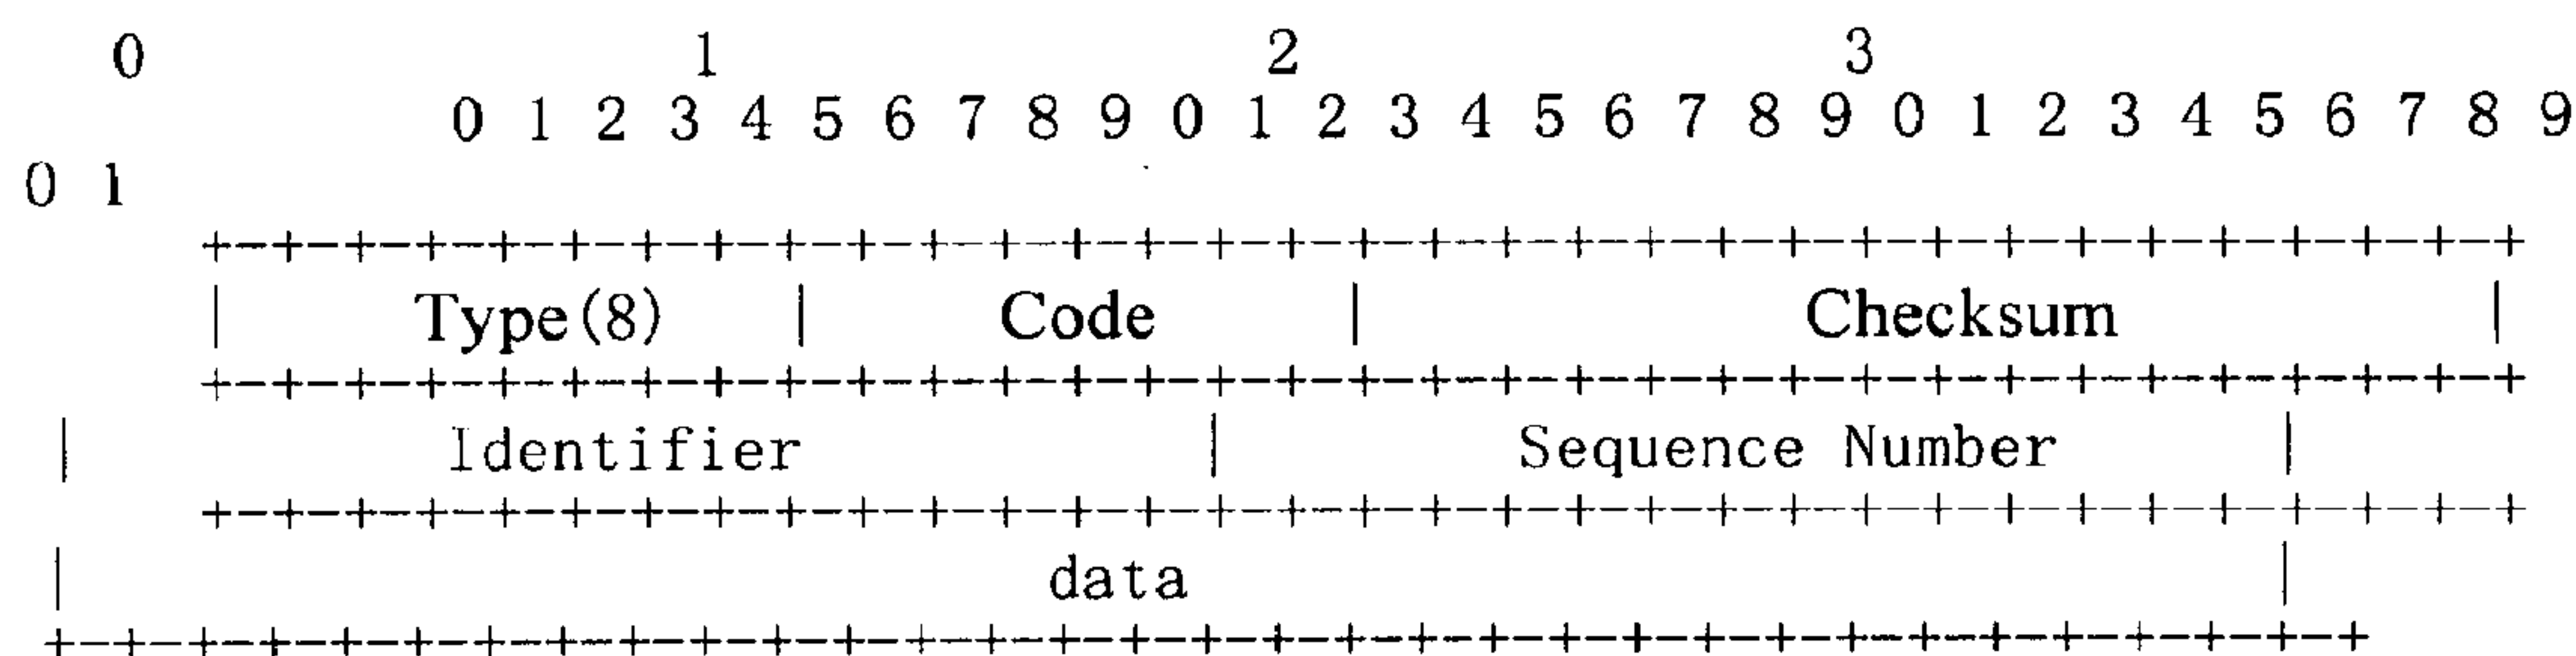 0 1 2 3
0 1 2 3 4 5 6 7 8 9 0 1 2 3 4 5 6 7 8 9 0 1 2 3 4 5 6 7 8 9
0 1
+--+--+--+--+--+--+--+--+--+--+--+--+--+--+--+--+--+--+--+--+--+--+--+--+--+--+--+--+--+--+--+--+
| Type(8) | Code | Checksum |
+--+--+--+--+--+--+--+--+--+--+--+--+--+--+--+--+--+--+--+--+--+--+--+--+--+--+--+--+--+--+--+--+
| Identifier | Sequence Number |
+--+--+--+--+--+--+--+--+--+--+--+--+--+--+--+--+--+--+--+--+--+--+--+--+--+--+--+--+--+--+--+--+
| data |
+--+--+--+--+--+--+--+--+--+--+--+--+--+--+--+--+--+--+--+--+--+--+--+--+--+--+--+--+--+--+--+--+